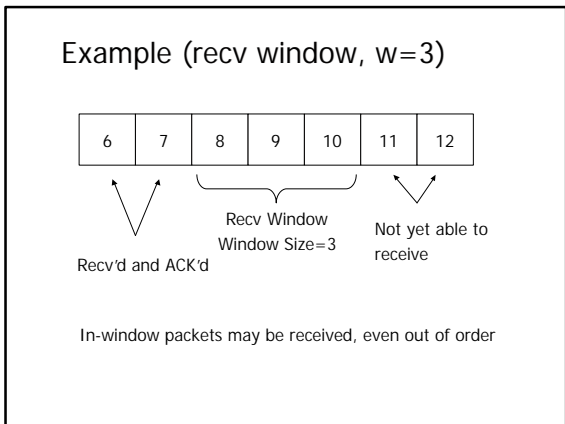 Example (recv window, w=3)
6 7 8 9 10 11 12
Recv Window
Window Size=3
Not yet able to
receive
Recv'd and ACK'd
In-window packets may be received, even out of order